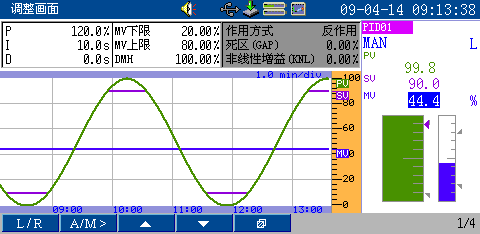 调整画面 09-04-14 09:13:38
P 120.0% MV下限 20.00% 作用方式 反作用
I 10.0s MV上限 80.00% 死区(GAP) 0.00%
D 0.0s DMH 100.00% 非线性增益(KNL) 0.00%
1.0 min/div
100
PV
SV
80
60
MV
40
20
0
09:00 10:00 11:00 12:00 13:00
PID01
MAN L
PV
99.8
SV
90.0
MV
44.4 %
L/R A/M> 1/4